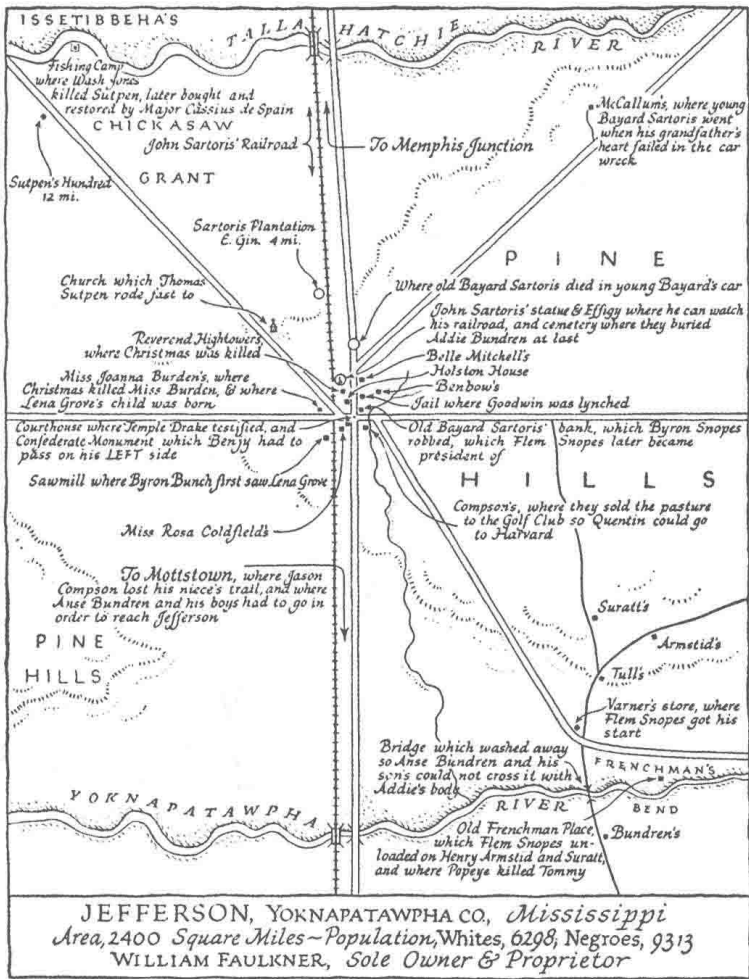 ISSETIBBEHA'S
TALLAHATCHIE RIVER
Fishing Camp
where Wash Jones
killed Sutpen, later bought and
restored by Major Cassius de Spain
CHICKASAW
John Sartoris' Railroad
To Memphis Junction
McCallum's, where young
Bayard Sartoris went
when his grandfather's
heart failed in the car
wreck
Sutpen's Hundred
12 mi.
GRANT
Sartoris Plantation
E. Gin. 4 mi.
PINE
Church which Thomas
Sutpen rode fast to
Where old Bayard Sartoris died in young Bayard's car
John Sartoris' statue & Effigy where he can watch
his railroad, and cemetery where they buried
Addie Bundren at last
Reverend Hightower's,
where Christmas was killed
Belle Mitchell's
Holston House
Benbow's
Miss Joanna Burden's, where
Christmas killed Miss Burden, & where
Lena Grove's child was born
Jail where Goodwin was lynched
Courthouse where Temple Drake testified, and
Confederate Monument which Benjy had to
pass on his LEFT side
Old Bayard Sartoris' bank, which Byron Snopes
robbed, which Flem Snopes later became
president of
HILLS
Sawmill where Byron Bunch first saw Lena Grove
Compson's, where they sold the pasture
to the Golf Club so Quentin could go
to Harvard
Miss Rosa Coldfield's
To Mottstown, where Jason
Compson lost his niece's trail, and where
Anse Bundren and his boys had to go in
order to reach Jefferson
PINE
HILLS
Suratt's
Armstid's
Tull's
Varner's store, where
Flem Snopes got his
start
Bridge which washed away
so Anse Bundren and his
sons could not cross it with
Addie's body
FRENCHMAN'S
BEND
YOKNAPATAWPHA RIVER
Old Frenchman Place,
which Flem Snopes un-
loaded on Henry Armstid and Suratt,
and where Popeye killed Tommy
Bundren's
JEFFERSON, YOKNAPATAWPHA CO., Mississippi
Area, 2400 Square Miles ~ Population, Whites, 6298; Negroes, 9313
WILLIAM FAULKNER, Sole Owner & Proprietor